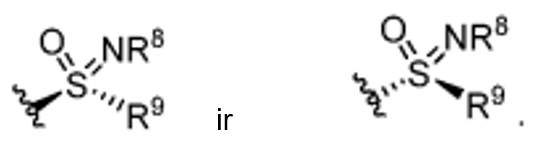 O NR⁸
S
R⁹ ir
O NR⁸
S
R⁹ .